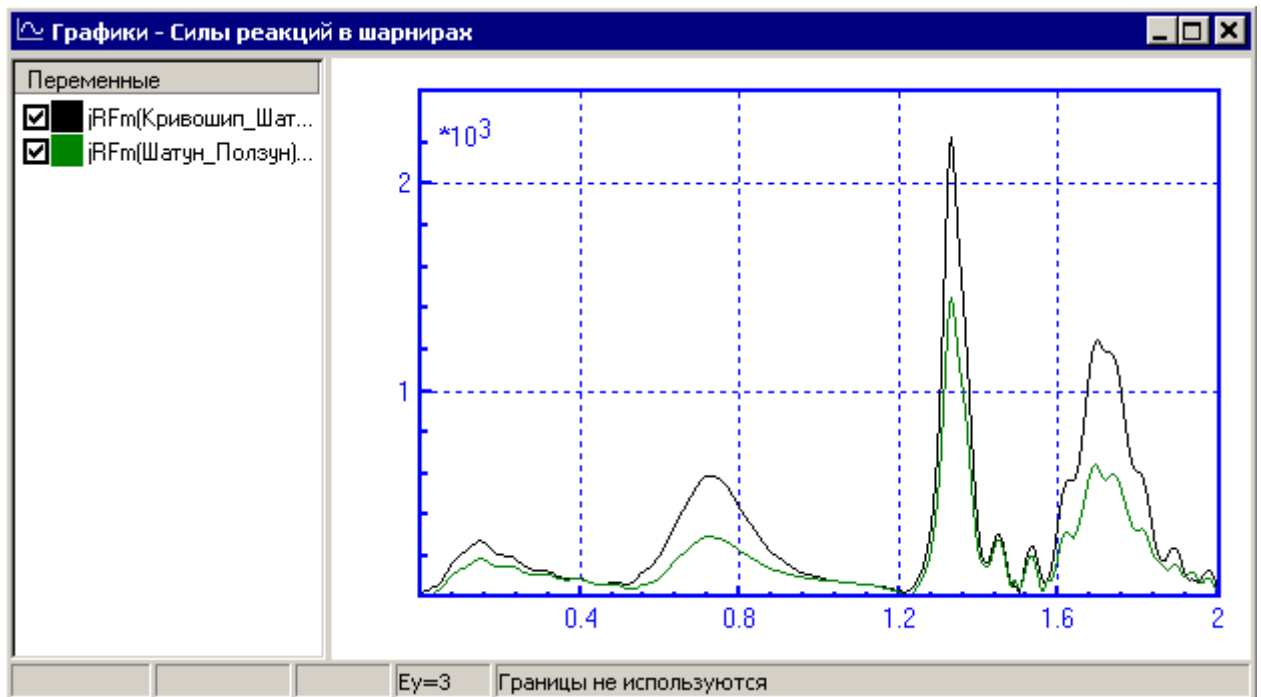 Графики - Силы реакций в шарнирах
Переменные
jRFm(Кривошип_Шат...
jRFm(Шатун_Ползун)...
*10³
2
1
0.4 0.8 1.2 1.6 2
Ey=3 Границы не используются